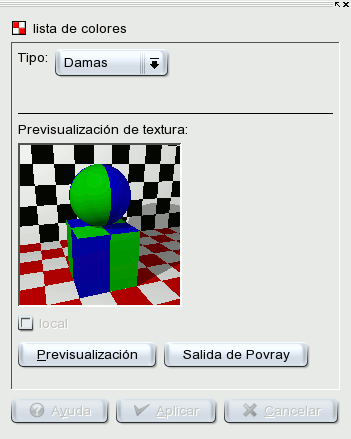 lista de colores
Tipo: Damas
Previsualización de textura:
local
Previsualización Salida de Povray
Ayuda Aplicar Cancelar